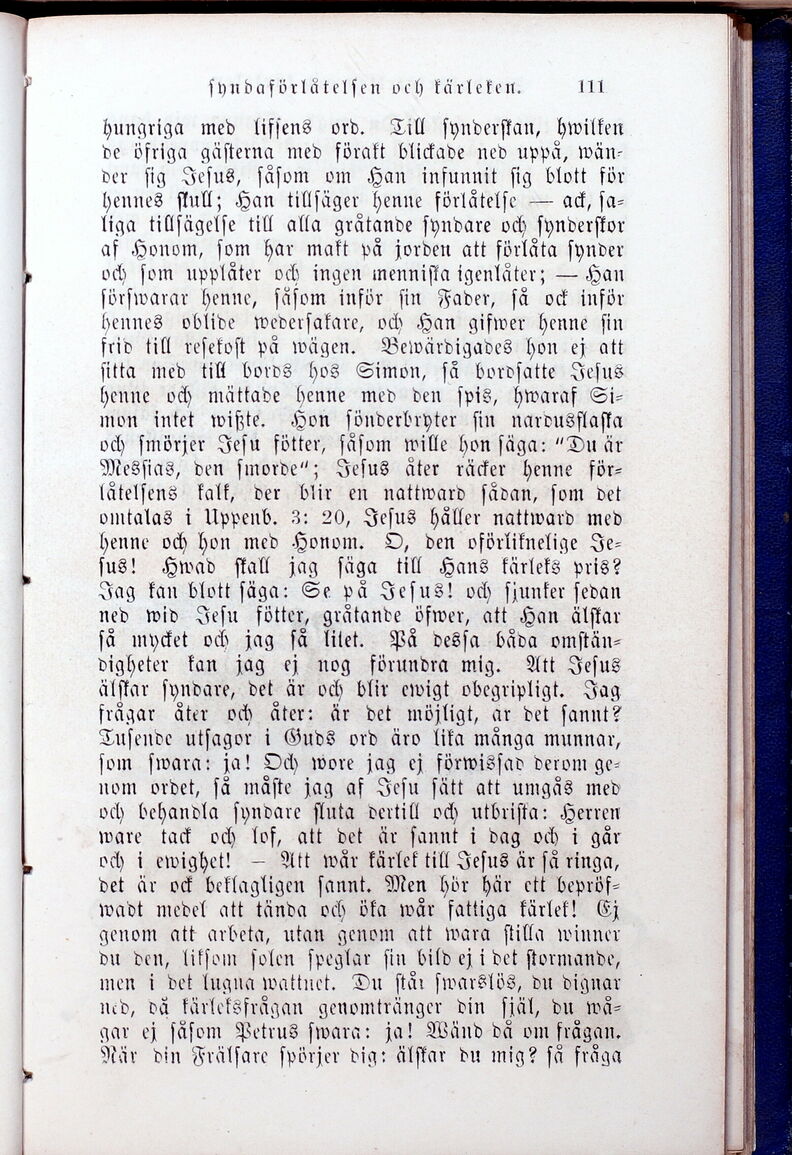 syndaförlåtelsen och kärleken. 111
hungriga med lifsens ord. Till synderskan, hwilken
de öfriga gästerna med förakt blickade ned uppå, wän-
der sig Jesus, såsom om Han infunnit sig blott för
hennes skull; Han tillsäger henne förlåtelse — ack, sa-
liga tillsägelse till alla gråtande syndare och synderskor
af Honom, som har makt på jorden att förlåta synder
och som upplåter och ingen menniska igenlåter; — Han
förswarar henne, såsom inför sin Fader, så ock inför
hennes oblide wedersakare, och Han gifwer henne sin
frid till resekost på wägen. Bewärdigades hon ej att
sitta med till bords hos Simon, så bordsatte Jesus
henne och mättade henne med den spis, hwaraf Si-
mon intet wißte. Hon sönderbryter sin nardusflaska
och smörjer Jesu fötter, såsom wille hon säga: "Du är
Messias, den smorde"; Jesus åter räcker henne för-
låtelsens kalk, der blir en nattward sådan, som det
omtalas i Uppenb. 3: 20, Jesus håller nattward med
henne och hon med Honom. O, den oförliknelige Je-
sus! Hwad skall jag säga till Hans kärleks pris?
Jag kan blott säga: Se på Jesus! och sjunker sedan
ned wid Jesu fötter, gråtande öfwer, att Han älskar
så mycket och jag så litet. På dessa båda omstän-
digheter kan jag ej nog förundra mig. Att Jesus
älskar syndare, det är och blir ewigt obegripligt. Jag
frågar åter och åter: är det möjligt, är det sannt?
Tusende utsagor i Guds ord äro lika många munnar,
som swara: ja! Och wore jag ej förwissad derom ge-
nom ordet, så måste jag af Jesu sätt att umgås med
och behandla syndare sluta dertill och utbrista: Herren
ware tack och lof, att det är sannt i dag och i går
och i ewighet! — Att wår kärlek till Jesus är så ringa,
det är ock beklagligen sannt. Men hör här ett bepröf-
wadt medel att tända och öka wår fattiga kärlek! Ej
genom att arbeta, utan genom att wara stilla winner
du den, liksom solen speglar sin bild ej i det stormande,
men i det lugna wattnet. Du står swarslös, du dignar
ned, då kärleksfrågan genomtränger din själ, du wå-
gar ej såsom Petrus swara: ja! Wänd då om frågan.
När din Frälsare spörjer dig: älskar du mig? så fråga